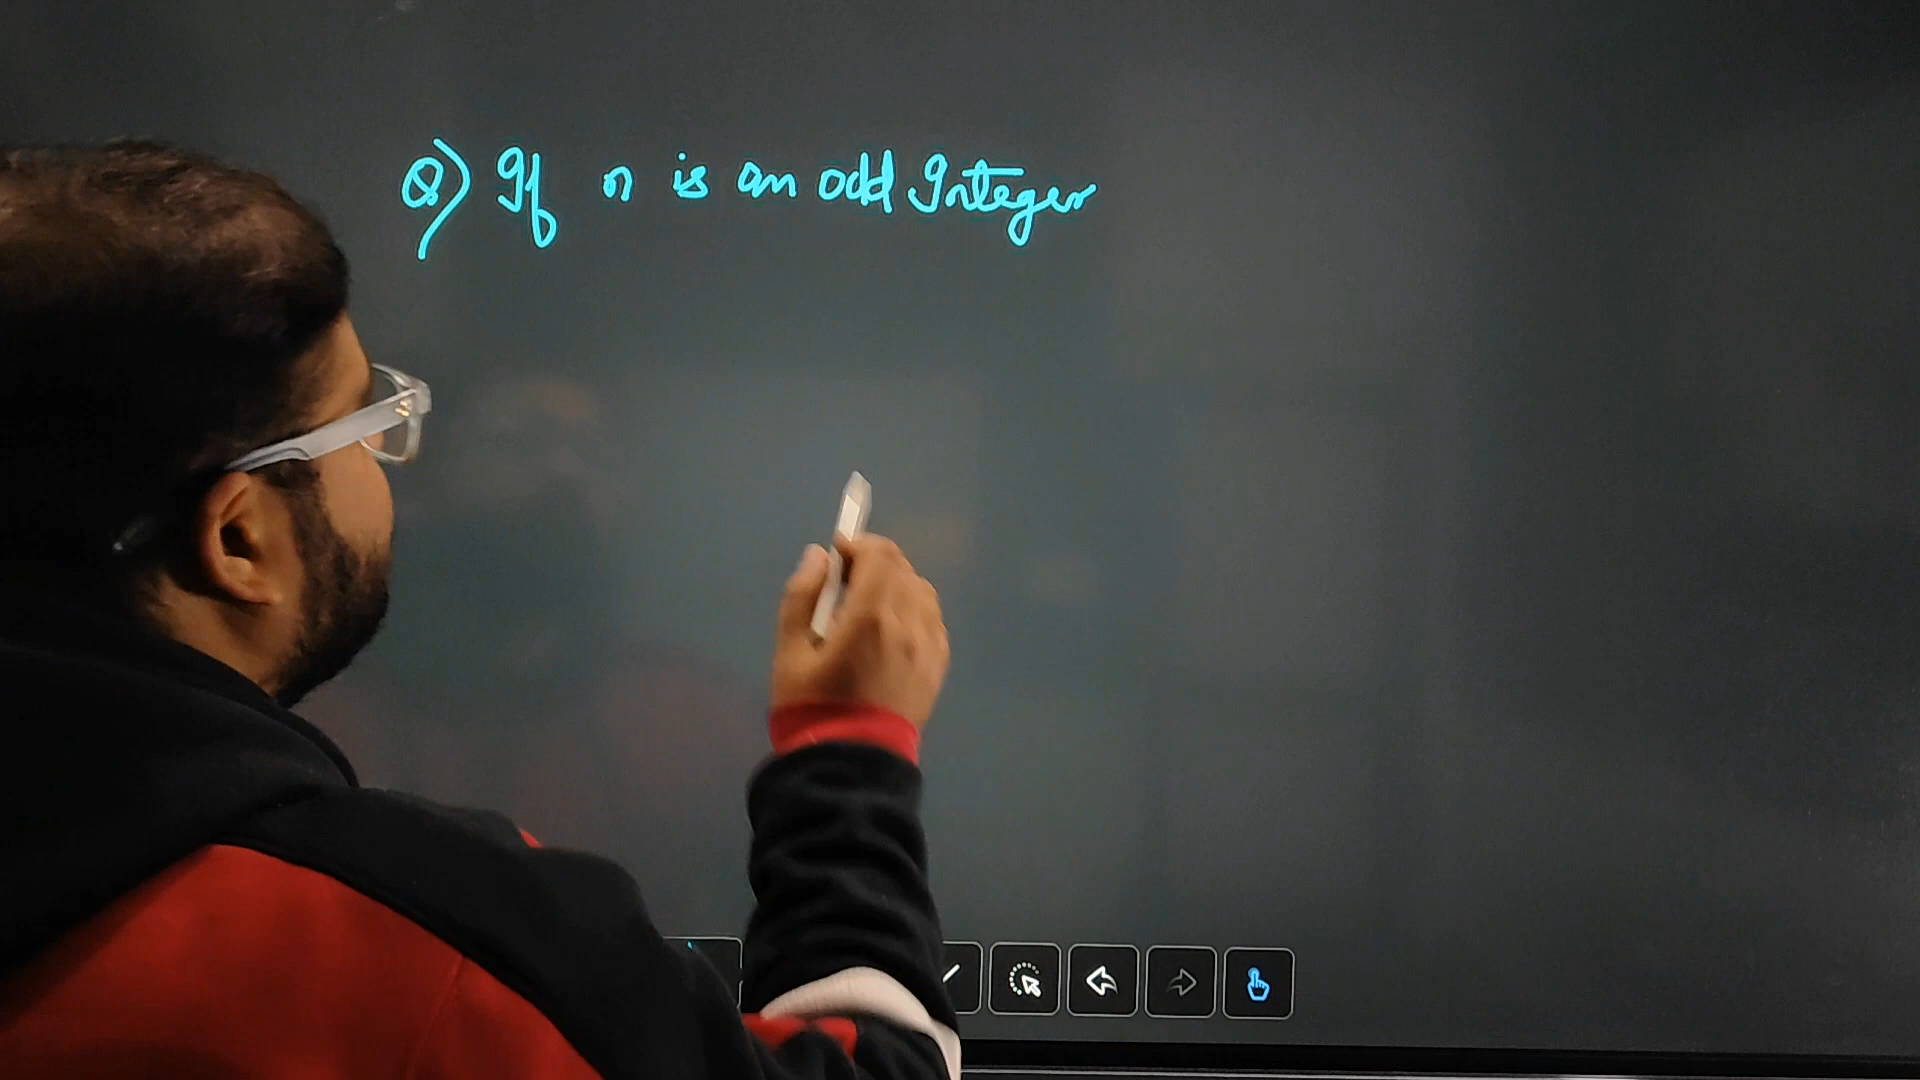 Q) If n is an odd Integer